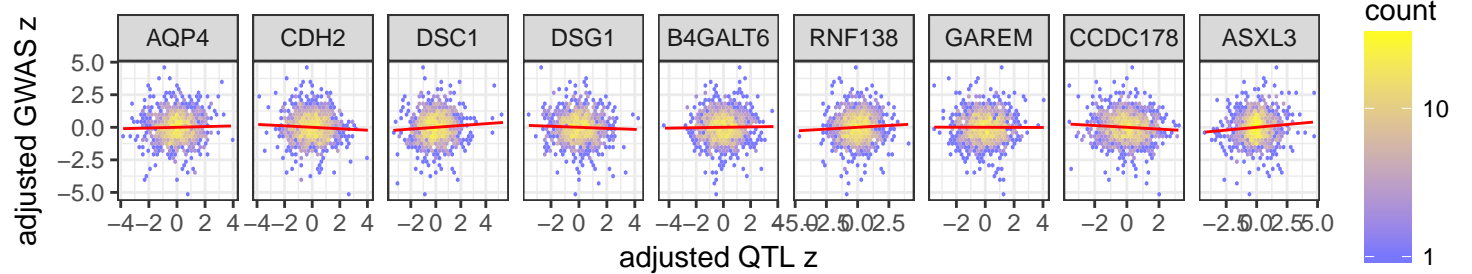 count
AQP4 CDH2 DSC1 DSG1 B4GALT6 RNF138 GAREM CCDC178 ASXL3
adjusted GWAS z
5.0
2.5
0.0
−2.5
−5.0
10
1
−4 −2 0 2 4 −4 −2 0 2 4 −2 0 2 4 −2 0 2 4 −4 −2 0 2 4 −5.0 −2.5 0.0 2.5 −2 0 2 4 −2 0 2 −2.5 0.0 2.5 5.0
adjusted QTL z